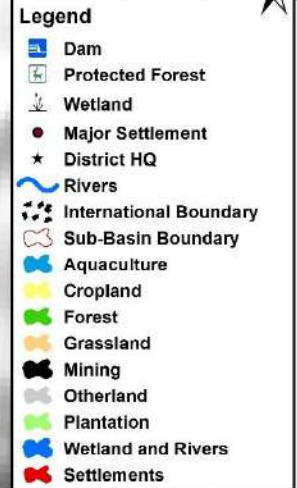 Legend
Dam
Protected Forest
Wetland
Major Settlement
District HQ
Rivers
International Boundary
Sub-Basin Boundary
Aquaculture
Cropland
Forest
Grassland
Mining
Otherland
Plantation
Wetland and Rivers
Settlements